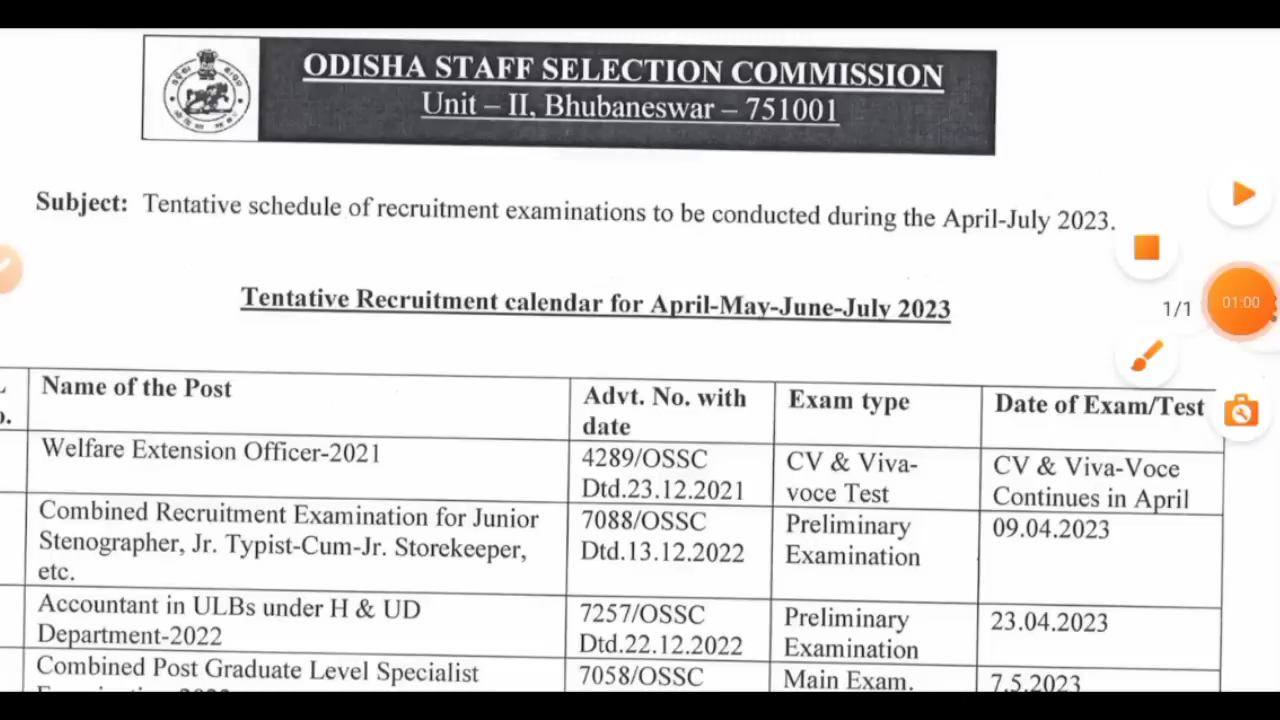 ODISHA STAFF SELECTION COMMISSION
Unit – II, Bhubaneswar – 751001
Subject: Tentative schedule of recruitment examinations to be conducted during the April-July 2023.
Tentative Recruitment calendar for April-May-June-July 2023
1/1
01:00
Name of the Post
Advt. No. with
date
Exam type
Date of Exam/Test
Welfare Extension Officer-2021
4289/OSSC
Dtd.23.12.2021
CV & Viva-
voce Test
CV & Viva-Voce
Continues in April
Combined Recruitment Examination for Junior
Stenographer, Jr. Typist-Cum-Jr. Storekeeper,
etc.
7088/OSSC
Dtd.13.12.2022
Preliminary
Examination
09.04.2023
Accountant in ULBs under H & UD
Department-2022
7257/OSSC
Dtd.22.12.2022
Preliminary
Examination
23.04.2023
Combined Post Graduate Level Specialist
7058/OSSC
Main Exam.
7.5.2023